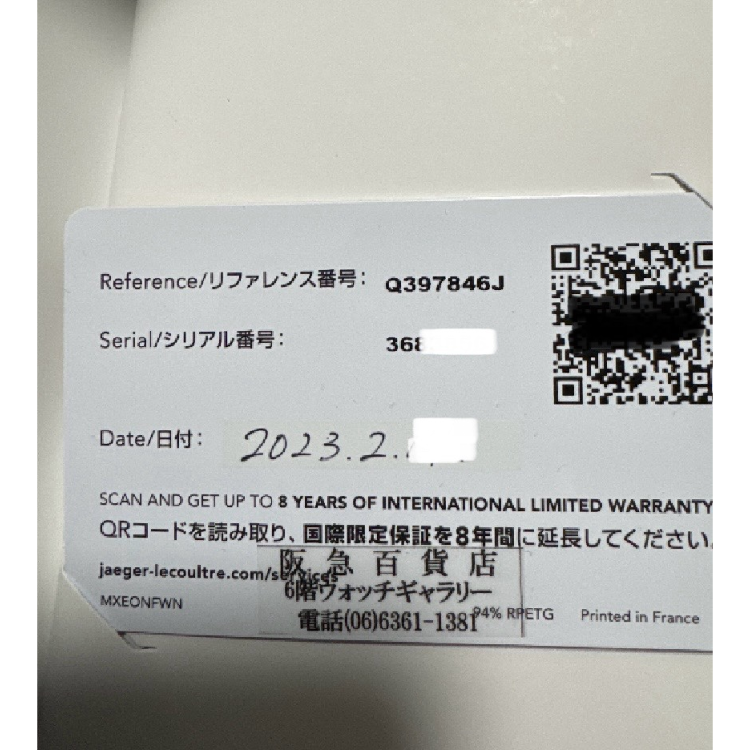 Reference/リファレンス番号: Q397846J
Serial/シリアル番号: 368
Date/日付: 2023.2.
SCAN AND GET UP TO 8 YEARS OF INTERNATIONAL LIMITED WARRANTY
QRコードを読み取り、国際限定保証を8年間に延長してください。
jaeger-lecoultre.com/services
阪急百貨店
6階ウォッチギャラリー
電話(06)6361-1381
MXEONFWN
94% RPETG
Printed in France